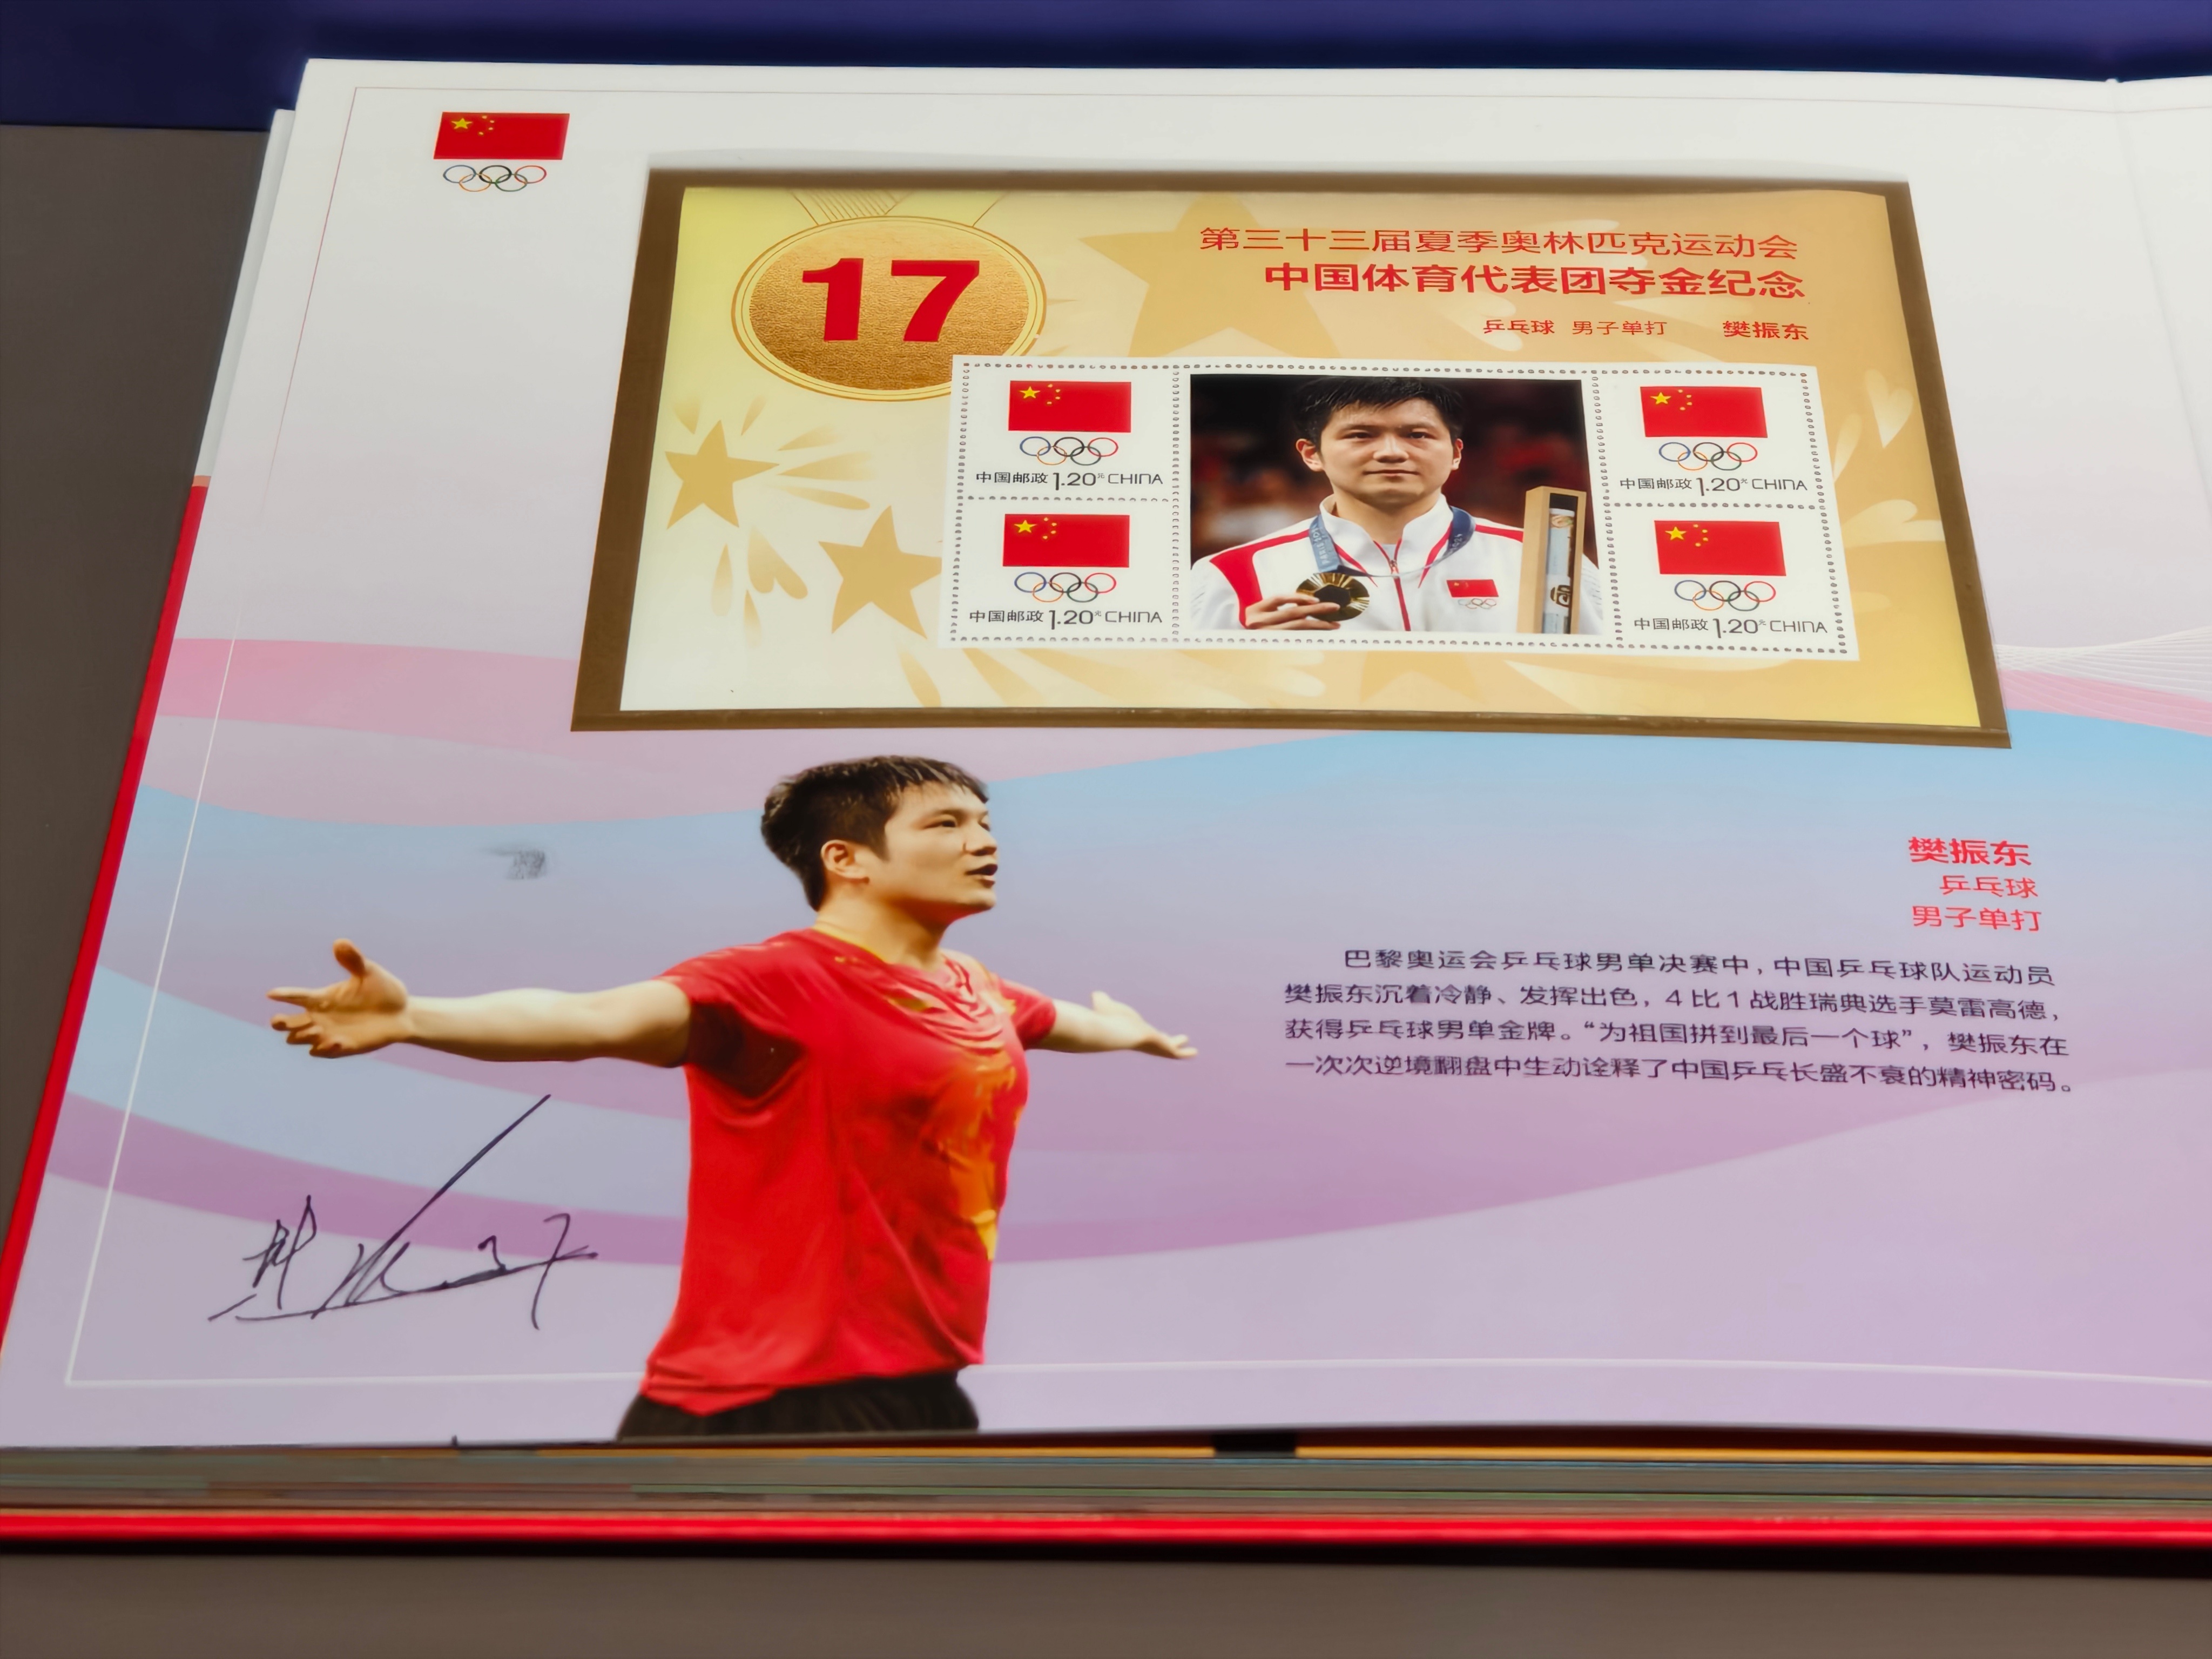 17
第三十三届夏季奥林匹克运动会
中国体育代表团夺金纪念
乒乓球 男子单打 樊振东
中国邮政 1.20元 CHINA
中国邮政 1.20元 CHINA
中国邮政 1.20元 CHINA
中国邮政 1.20元 CHINA
樊振东
乒乓球
男子单打
巴黎奥运会乒乓球男单决赛中，中国乒乓球队运动员
樊振东沉着冷静、发挥出色，4比1战胜瑞典选手莫雷高德，
获得乒乓球男单金牌。“为祖国拼到最后一个球”，樊振东在
一次次逆境翻盘中生动诠释了中国乒乓长盛不衰的精神密码。